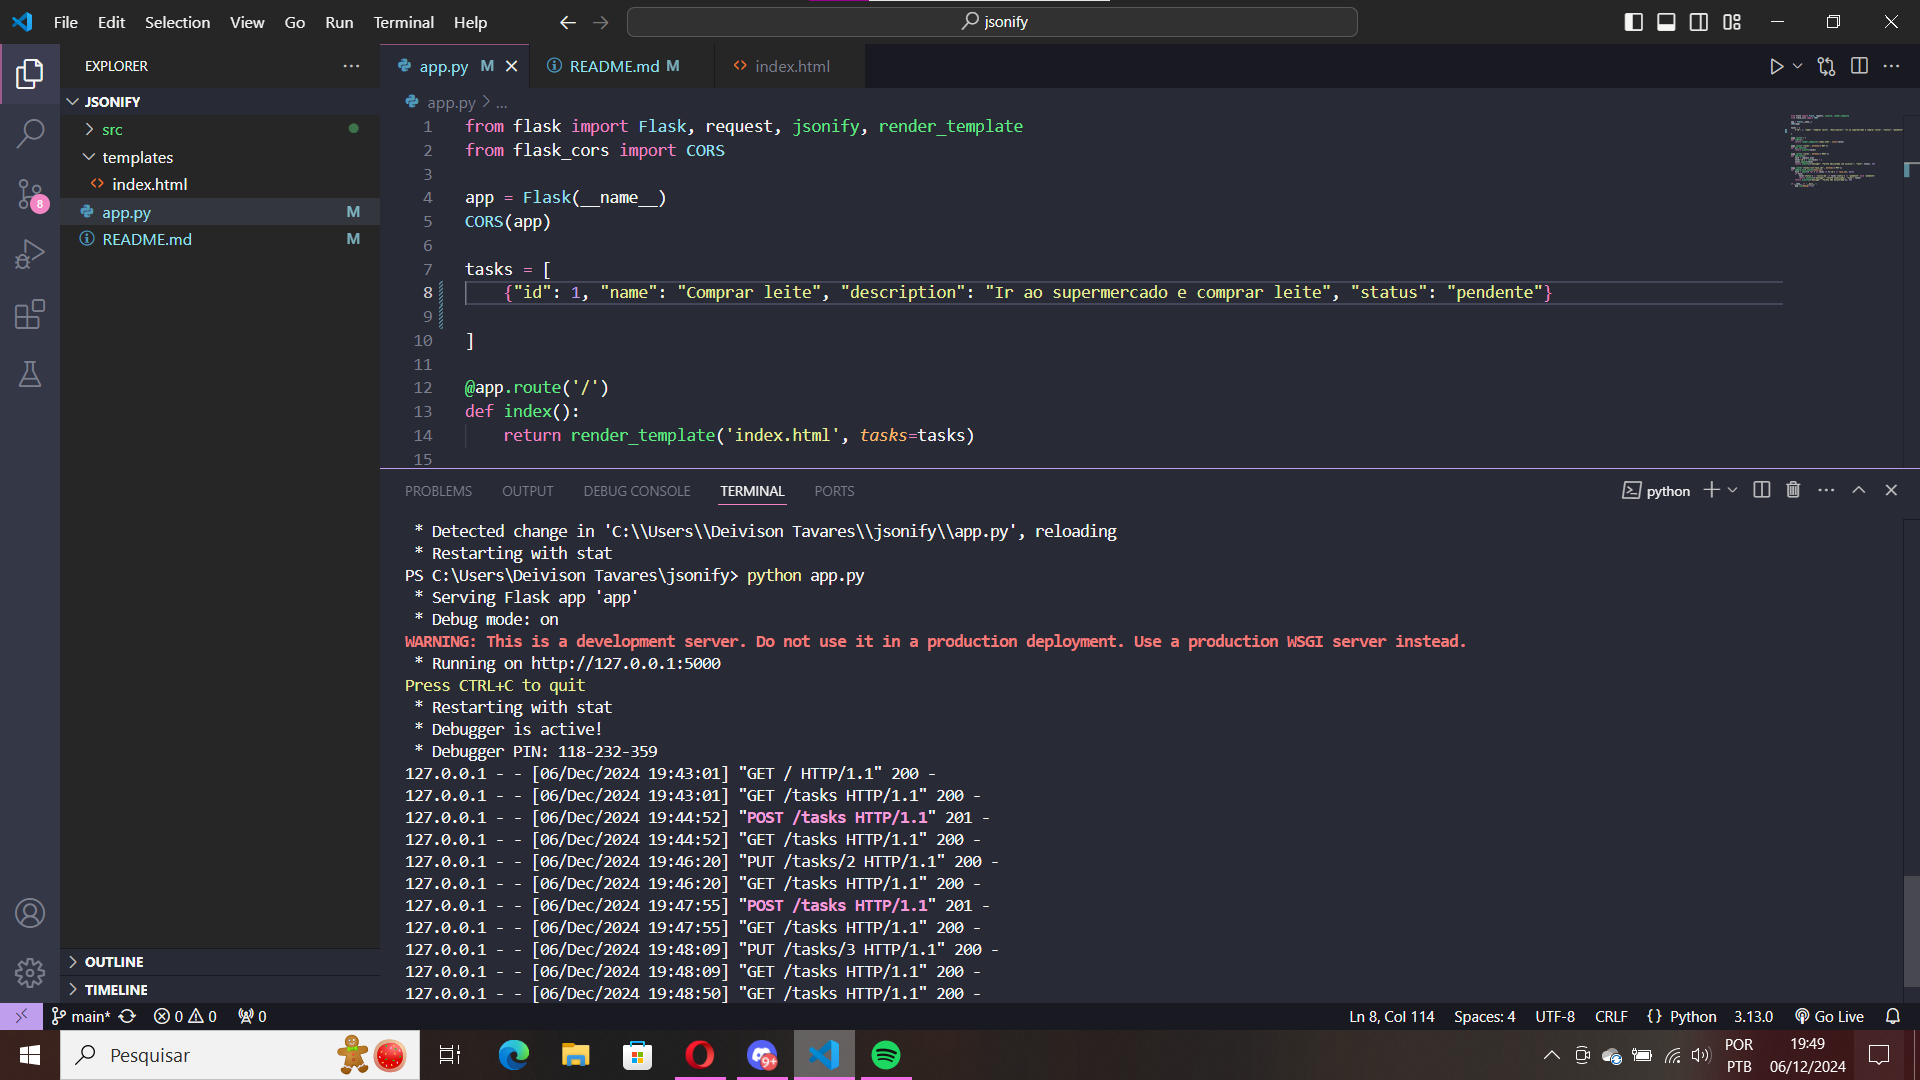 File Edit Selection View Go Run Terminal Help
jsonify
EXPLORER
JSONIFY
src
templates
index.html
app.py M
README.md M
8
OUTLINE
TIMELINE
app.py M
README.md M
index.html
app.py > ...
1 from flask import Flask, request, jsonify, render_template
2 from flask_cors import CORS
3
4 app = Flask(__name__)
5 CORS(app)
6
7 tasks = [
8 {"id": 1, "name": "Comprar leite", "description": "Ir ao supermercado e comprar leite", "status": "pendente"}
9
10 ]
11
12 @app.route('/')
13 def index():
14 return render_template('index.html', tasks=tasks)
15
PROBLEMS OUTPUT DEBUG CONSOLE TERMINAL PORTS
python
* Detected change in 'C:\\Users\\Deivison Tavares\\jsonify\\app.py', reloading
* Restarting with stat
PS C:\Users\Deivison Tavares\jsonify> python app.py
* Serving Flask app 'app'
* Debug mode: on
WARNING: This is a development server. Do not use it in a production deployment. Use a production WSGI server instead.
* Running on http://127.0.0.1:5000
Press CTRL+C to quit
* Restarting with stat
* Debugger is active!
* Debugger PIN: 118-232-359
127.0.0.1 - - [06/Dec/2024 19:43:01] "GET / HTTP/1.1" 200 -
127.0.0.1 - - [06/Dec/2024 19:43:01] "GET /tasks HTTP/1.1" 200 -
127.0.0.1 - - [06/Dec/2024 19:44:52] "POST /tasks HTTP/1.1" 201 -
127.0.0.1 - - [06/Dec/2024 19:44:52] "GET /tasks HTTP/1.1" 200 -
127.0.0.1 - - [06/Dec/2024 19:46:20] "PUT /tasks/2 HTTP/1.1" 200 -
127.0.0.1 - - [06/Dec/2024 19:46:20] "GET /tasks HTTP/1.1" 200 -
127.0.0.1 - - [06/Dec/2024 19:47:55] "POST /tasks HTTP/1.1" 201 -
127.0.0.1 - - [06/Dec/2024 19:47:55] "GET /tasks HTTP/1.1" 200 -
127.0.0.1 - - [06/Dec/2024 19:48:09] "PUT /tasks/3 HTTP/1.1" 200 -
127.0.0.1 - - [06/Dec/2024 19:48:09] "GET /tasks HTTP/1.1" 200 -
127.0.0.1 - - [06/Dec/2024 19:48:50] "GET /tasks HTTP/1.1" 200 -
main* 0 0 0 Ln 8, Col 114 Spaces: 4 UTF-8 CRLF {} Python 3.13.0 Go Live
Pesquisar
9+
POR
PTB
19:49
06/12/2024